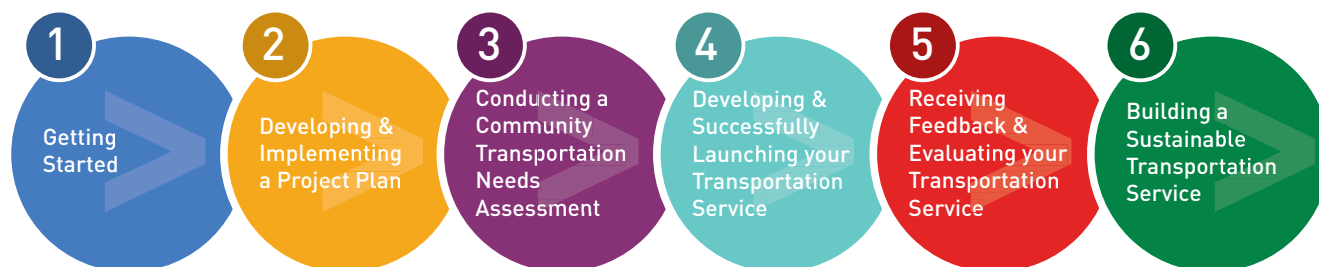 1
Getting
Started
2
Developing &
Implementing
a Project Plan
3
Conducting a
Community
Transportation
Needs
Assessment
4
Developing &
Successfully
Launching your
Transportation
Service
5
Receiving
Feedback &
Evaluating your
Transportation
Service
6
Building a
Sustainable
Transportation
Service